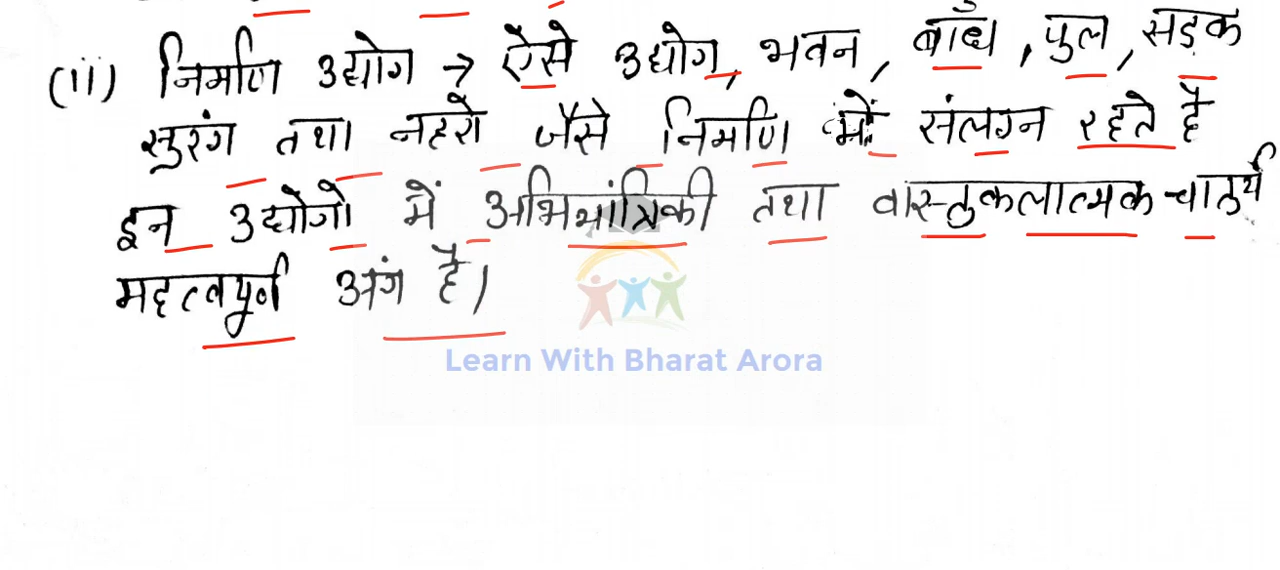 (ii) निर्माण उद्योग → ऐसे उद्योग, भवन, बाँध, पुल, सड़क
सुरंग तथा नहरो जैसे निर्माण में संलग्न रहते है
इन उद्योगो में अभियांत्रिकी तथा वास्तुकलात्मक चातुर्य
महत्वपूर्ण अंग है।
Learn With Bharat Arora